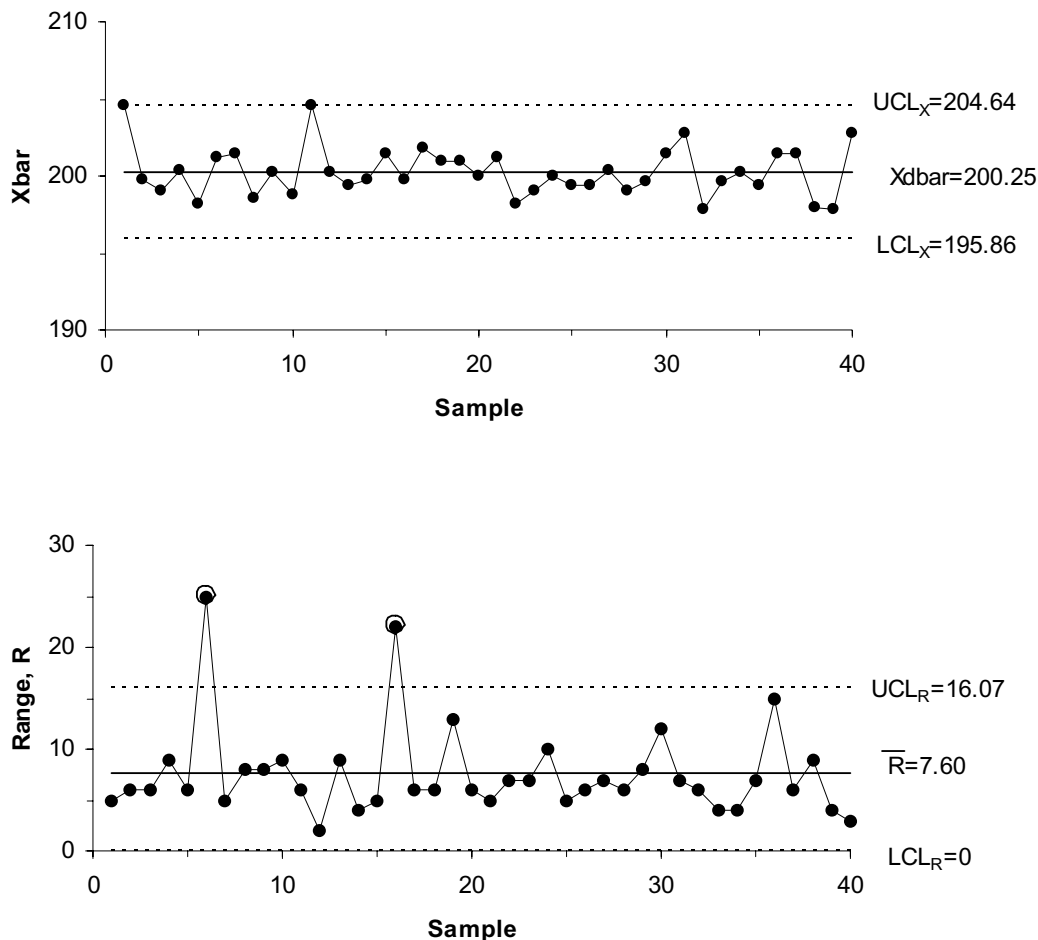 210
UCLX=204.64
Xbar
200
Xdbar=200.25
LCLX=195.86
190
0 10 20 30 40
Sample
30
20
Range, R
UCLR=16.07
10
R̅=7.60
0
LCLR=0
0 10 20 30 40
Sample